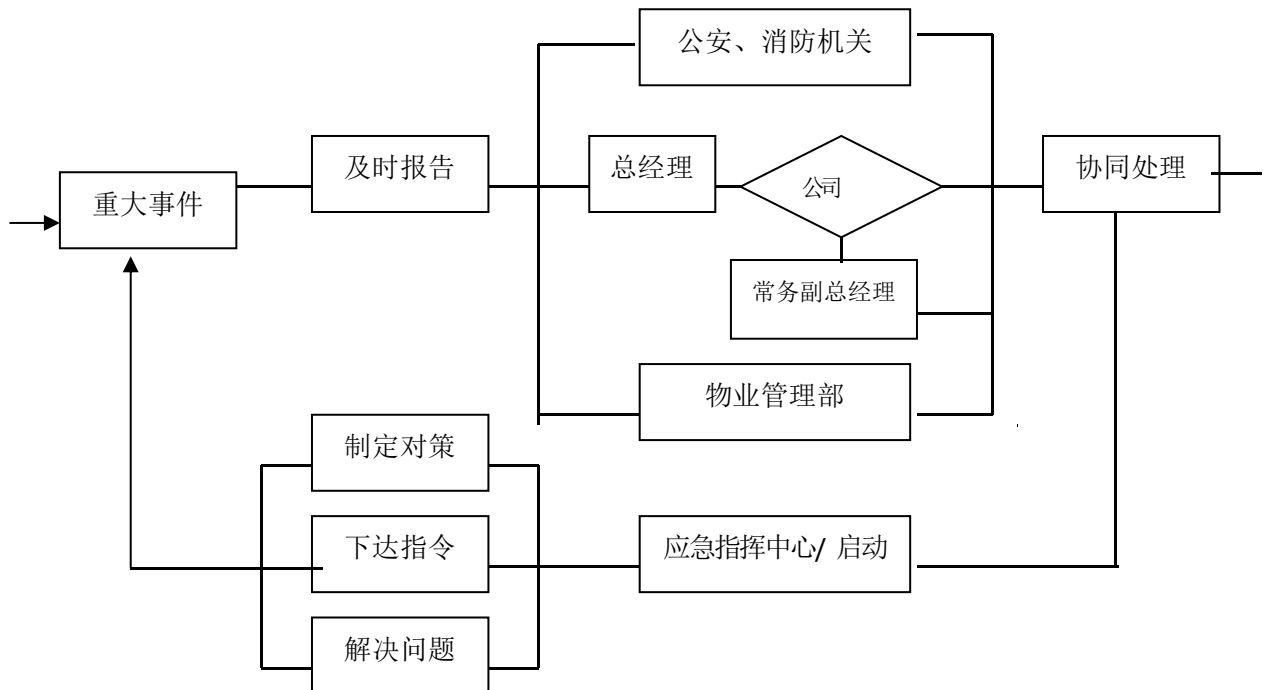 公安、消防机关
及时报告
总经理
公司
协同处理
重大事件
常务副总经理
物业管理部
制定对策
下达指令
应急指挥中心/ 启动
解决问题